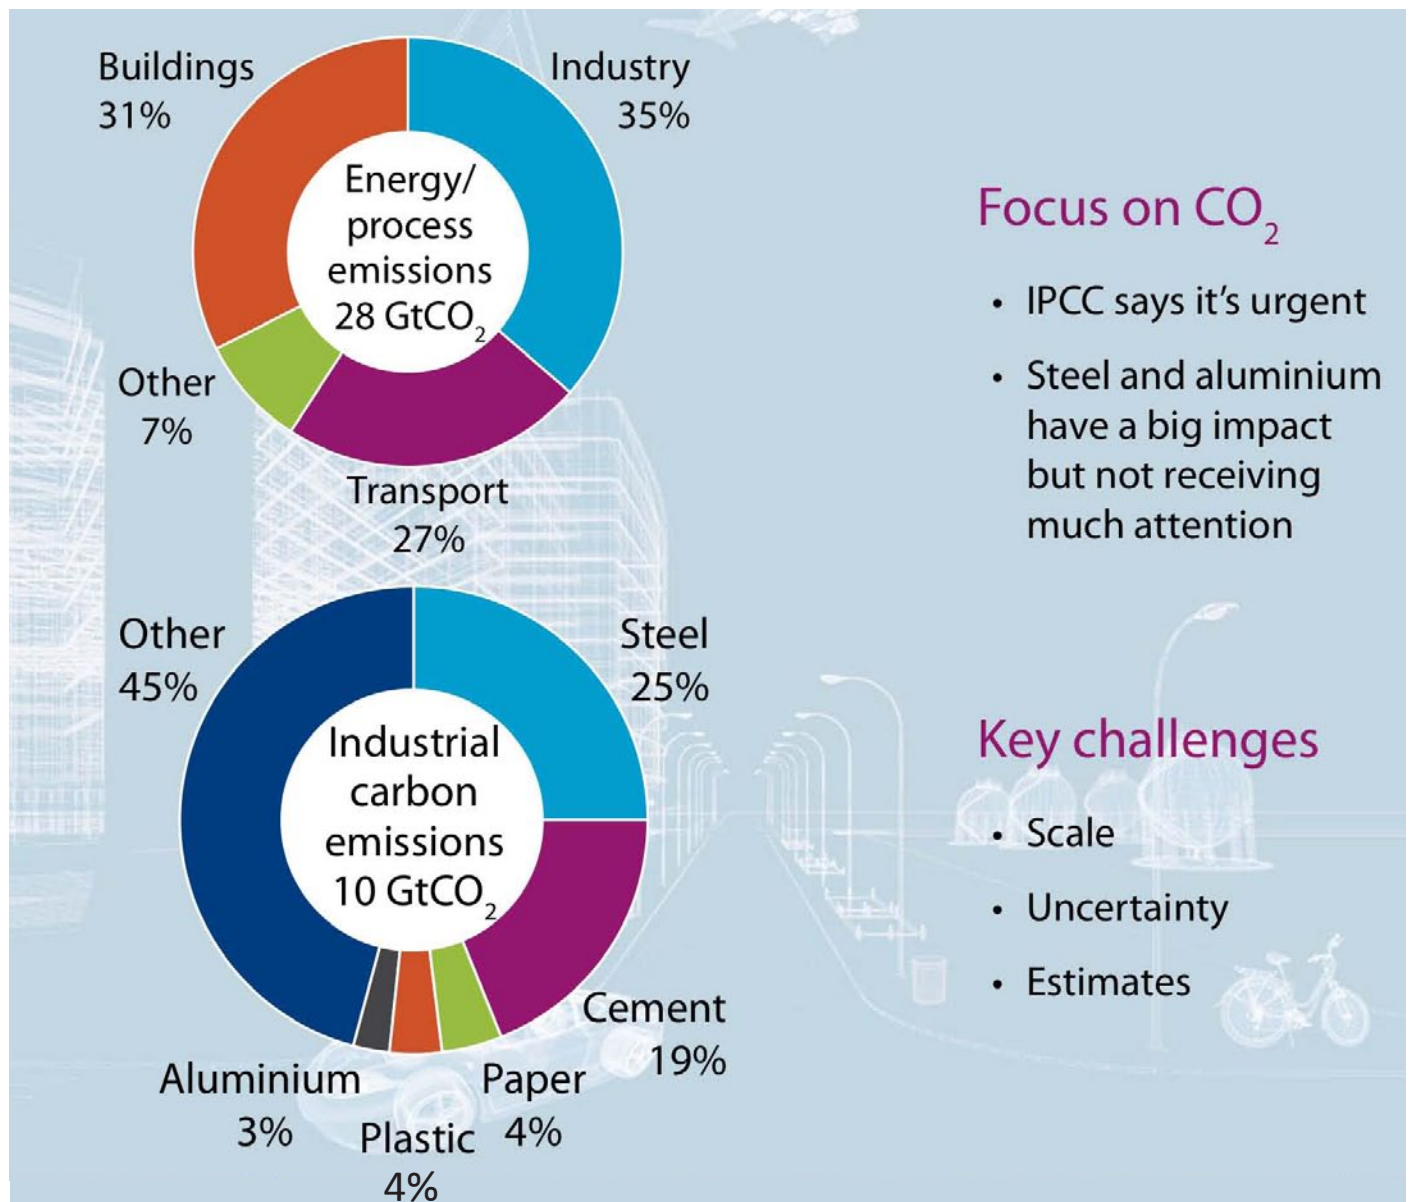 Buildings
31%
Industry
35%
Energy/
process
emissions
28 GtCO₂
Other
7%
Transport
27%
Focus on CO₂
• IPCC says it’s urgent
• Steel and aluminium
have a big impact
but not receiving
much attention
Other
45%
Steel
25%
Industrial
carbon
emissions
10 GtCO₂
Cement
19%
Paper
4%
Plastic
4%
Aluminium
3%
Key challenges
• Scale
• Uncertainty
• Estimates